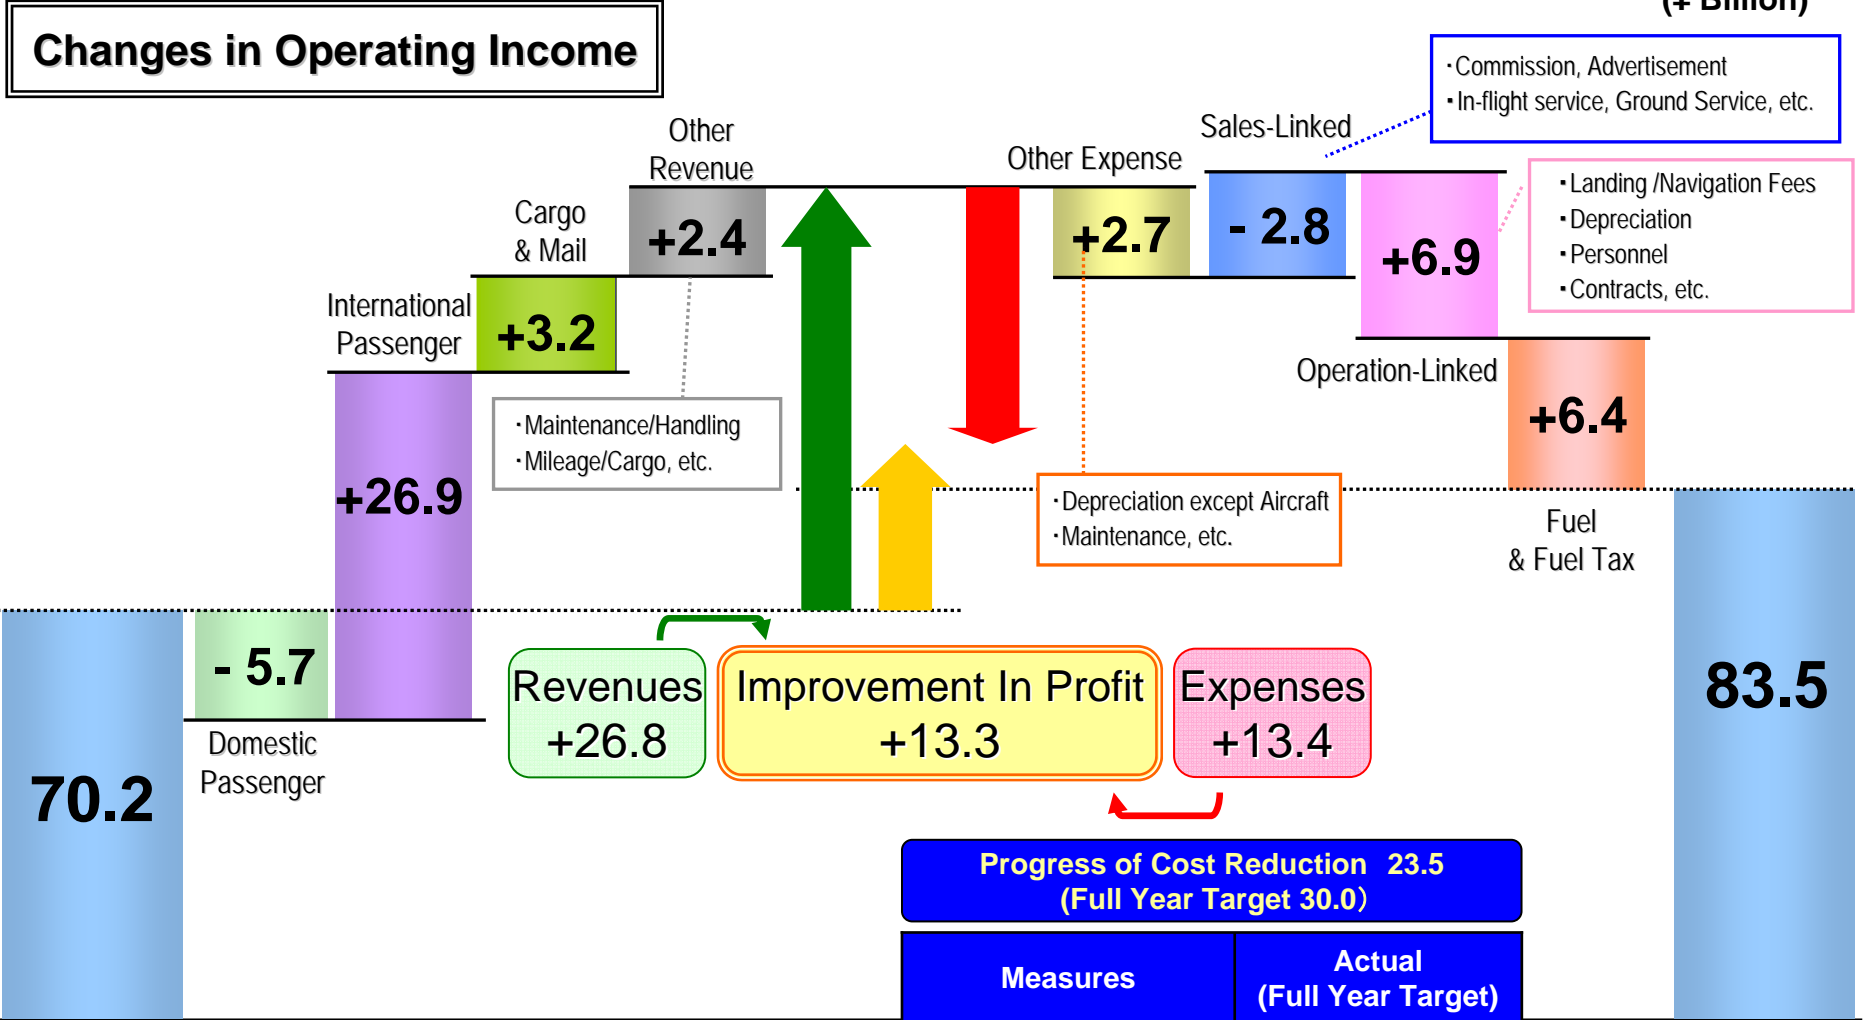 Changes in Operating Income
(¥ Billion)
・Commission, Advertisement
・In-flight service, Ground Service, etc.
Sales-Linked
Other
Revenue
Other Expense
・Landing /Navigation Fees
・Depreciation
・Personnel
・Contracts, etc.
Cargo
& Mail
+2.4
+2.7
- 2.8
+6.9
International
Passenger
+3.2
Operation-Linked
・Maintenance/Handling
・Mileage/Cargo, etc.
+6.4
+26.9
・Depreciation except Aircraft
・Maintenance, etc.
Fuel
& Fuel Tax
- 5.7
Revenues
+26.8
Improvement In Profit
+13.3
Expenses
+13.4
83.5
Domestic
Passenger
70.2
Progress of Cost Reduction 23.5
(Full Year Target 30.0）
Measures
Actual
(Full Year Target)